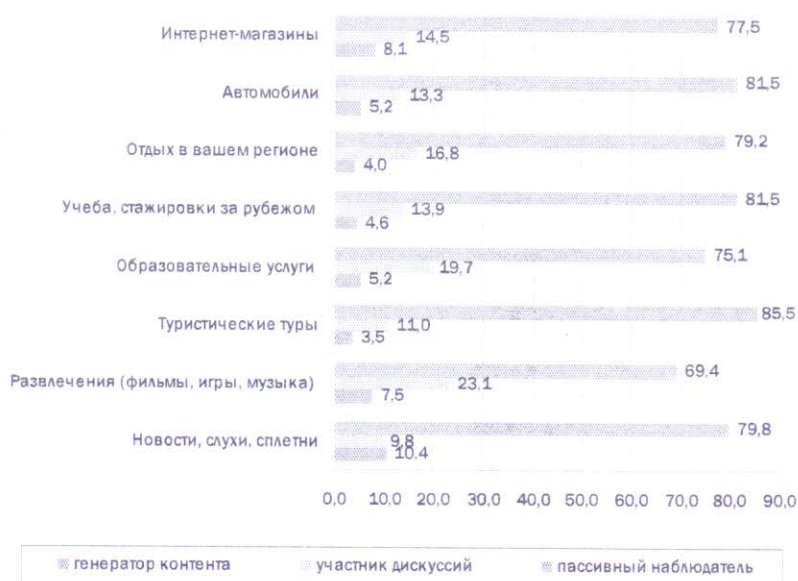 Интернет-магазины
77,5
14,5
8,1
Автомобили
81,5
13,3
5,2
Отдых в вашем регионе
79,2
16,8
4,0
Учеба, стажировки за рубежом
81,5
13,9
4,6
Образовательные услуги
75,1
19,7
5,2
Туристические туры
85,5
11,0
3,5
Развлечения (фильмы, игры, музыка)
69,4
23,1
7,5
Новости, слухи, сплетни
79,8
9,8
10,4
0,0 10,0 20,0 30,0 40,0 50,0 60,0 70,0 80,0 90,0
генератор контента участник дискуссий пассивный наблюдатель